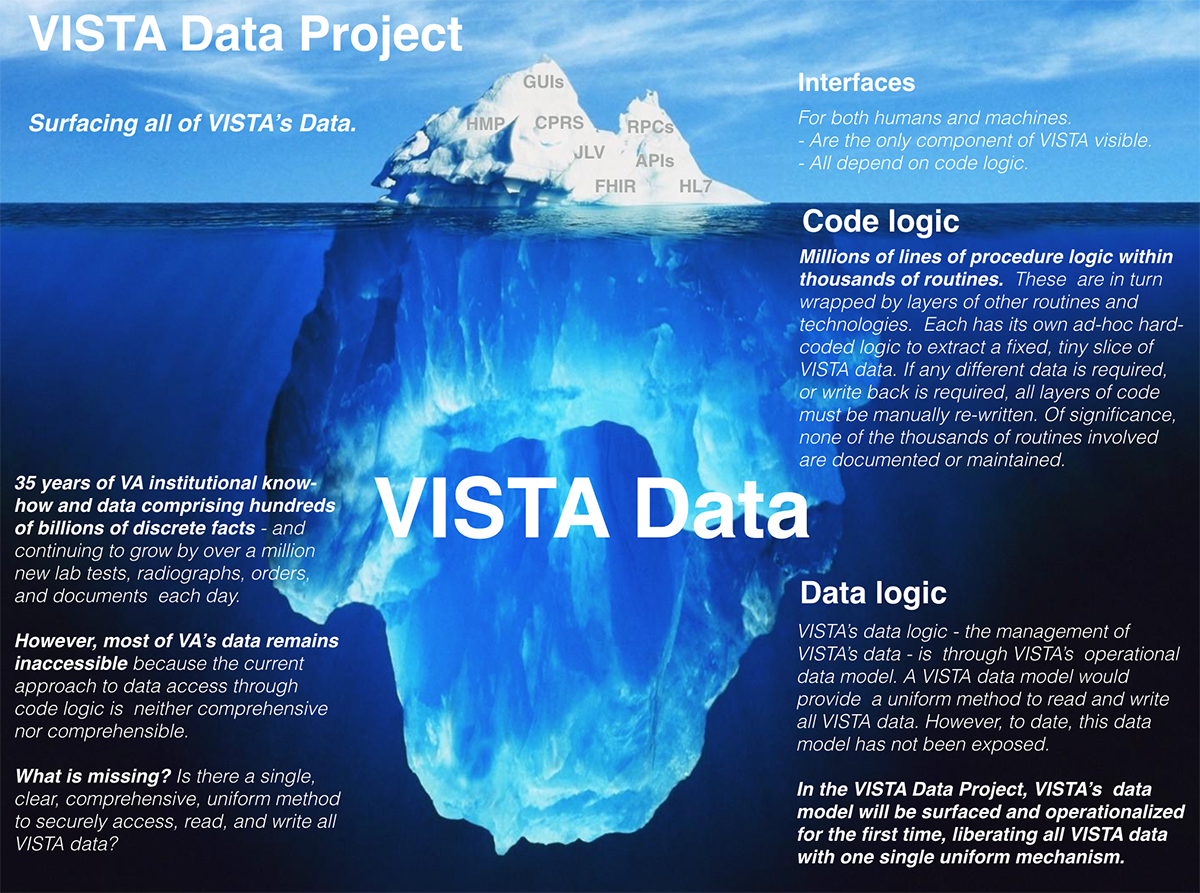 VISTA Data Project
Surfacing all of VISTA's Data.
GUIs
HMP
CPRS
RPCs
JLV
APIs
FHIR
HL7
Interfaces
For both humans and machines.
- Are the only component of VISTA visible.
- All depend on code logic.
Code logic
Millions of lines of procedure logic within
thousands of routines.  These  are in turn
wrapped by layers of other routines and
technologies.  Each has its own ad-hoc hard-
coded logic to extract a fixed, tiny slice of
VISTA data. If any different data is required,
or write back is required, all layers of code
must be manually re-written. Of significance,
none of the thousands of routines involved
are documented or maintained.
35 years of VA institutional know-
how and data comprising hundreds
of billions of discrete facts - and
continuing to grow by over a million
new lab tests, radiographs, orders,
and documents  each day.
However, most of VA's data remains
inaccessible because the current
approach to data access through
code logic is  neither comprehensive
nor comprehensible.
What is missing? Is there a single,
clear, comprehensive, uniform method
to securely access, read, and write all
VISTA data?
VISTA Data
Data logic
VISTA's data logic - the management of
VISTA's data - is  through VISTA's  operational
data model. A VISTA data model would
provide  a uniform method to read and write
all VISTA data. However, to date, this data
model has not been exposed.
In the VISTA Data Project, VISTA's  data
model will be surfaced and operationalized
for the first time, liberating all VISTA data
with one single uniform mechanism.